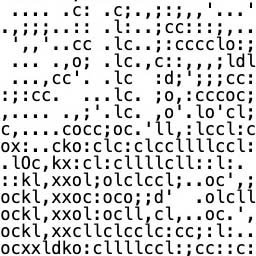 .... .c: .c;.,;:;,,'...'
.,;;;..:: .l:..;cc:::;,..
 ',,'..cc .lc..;:cccclo:;
 ... .,o; .lc.,c::,,,;ldl
 ...,cc'. .lc  :d;';;;cc:
:;:cc.  ...lc. ;o,:cccoc;
,.... .,;'.lc. ,o'.lo'cl;
c,....cocc;oc.'ll,:lccl:c
ox:..cko:clc:clccllllccl:
.lOc,kx:cl:cllllcll::l:.
::kl,xxol;olclccl;..oc',;
ockl,xxoc:oco;;d'  .olcll
ockl,xxol:ocll,cl,..oc.',
ockl,xxcllclcclc:cc;:l:..
ocxxldko:cllllccl:;cc::c: